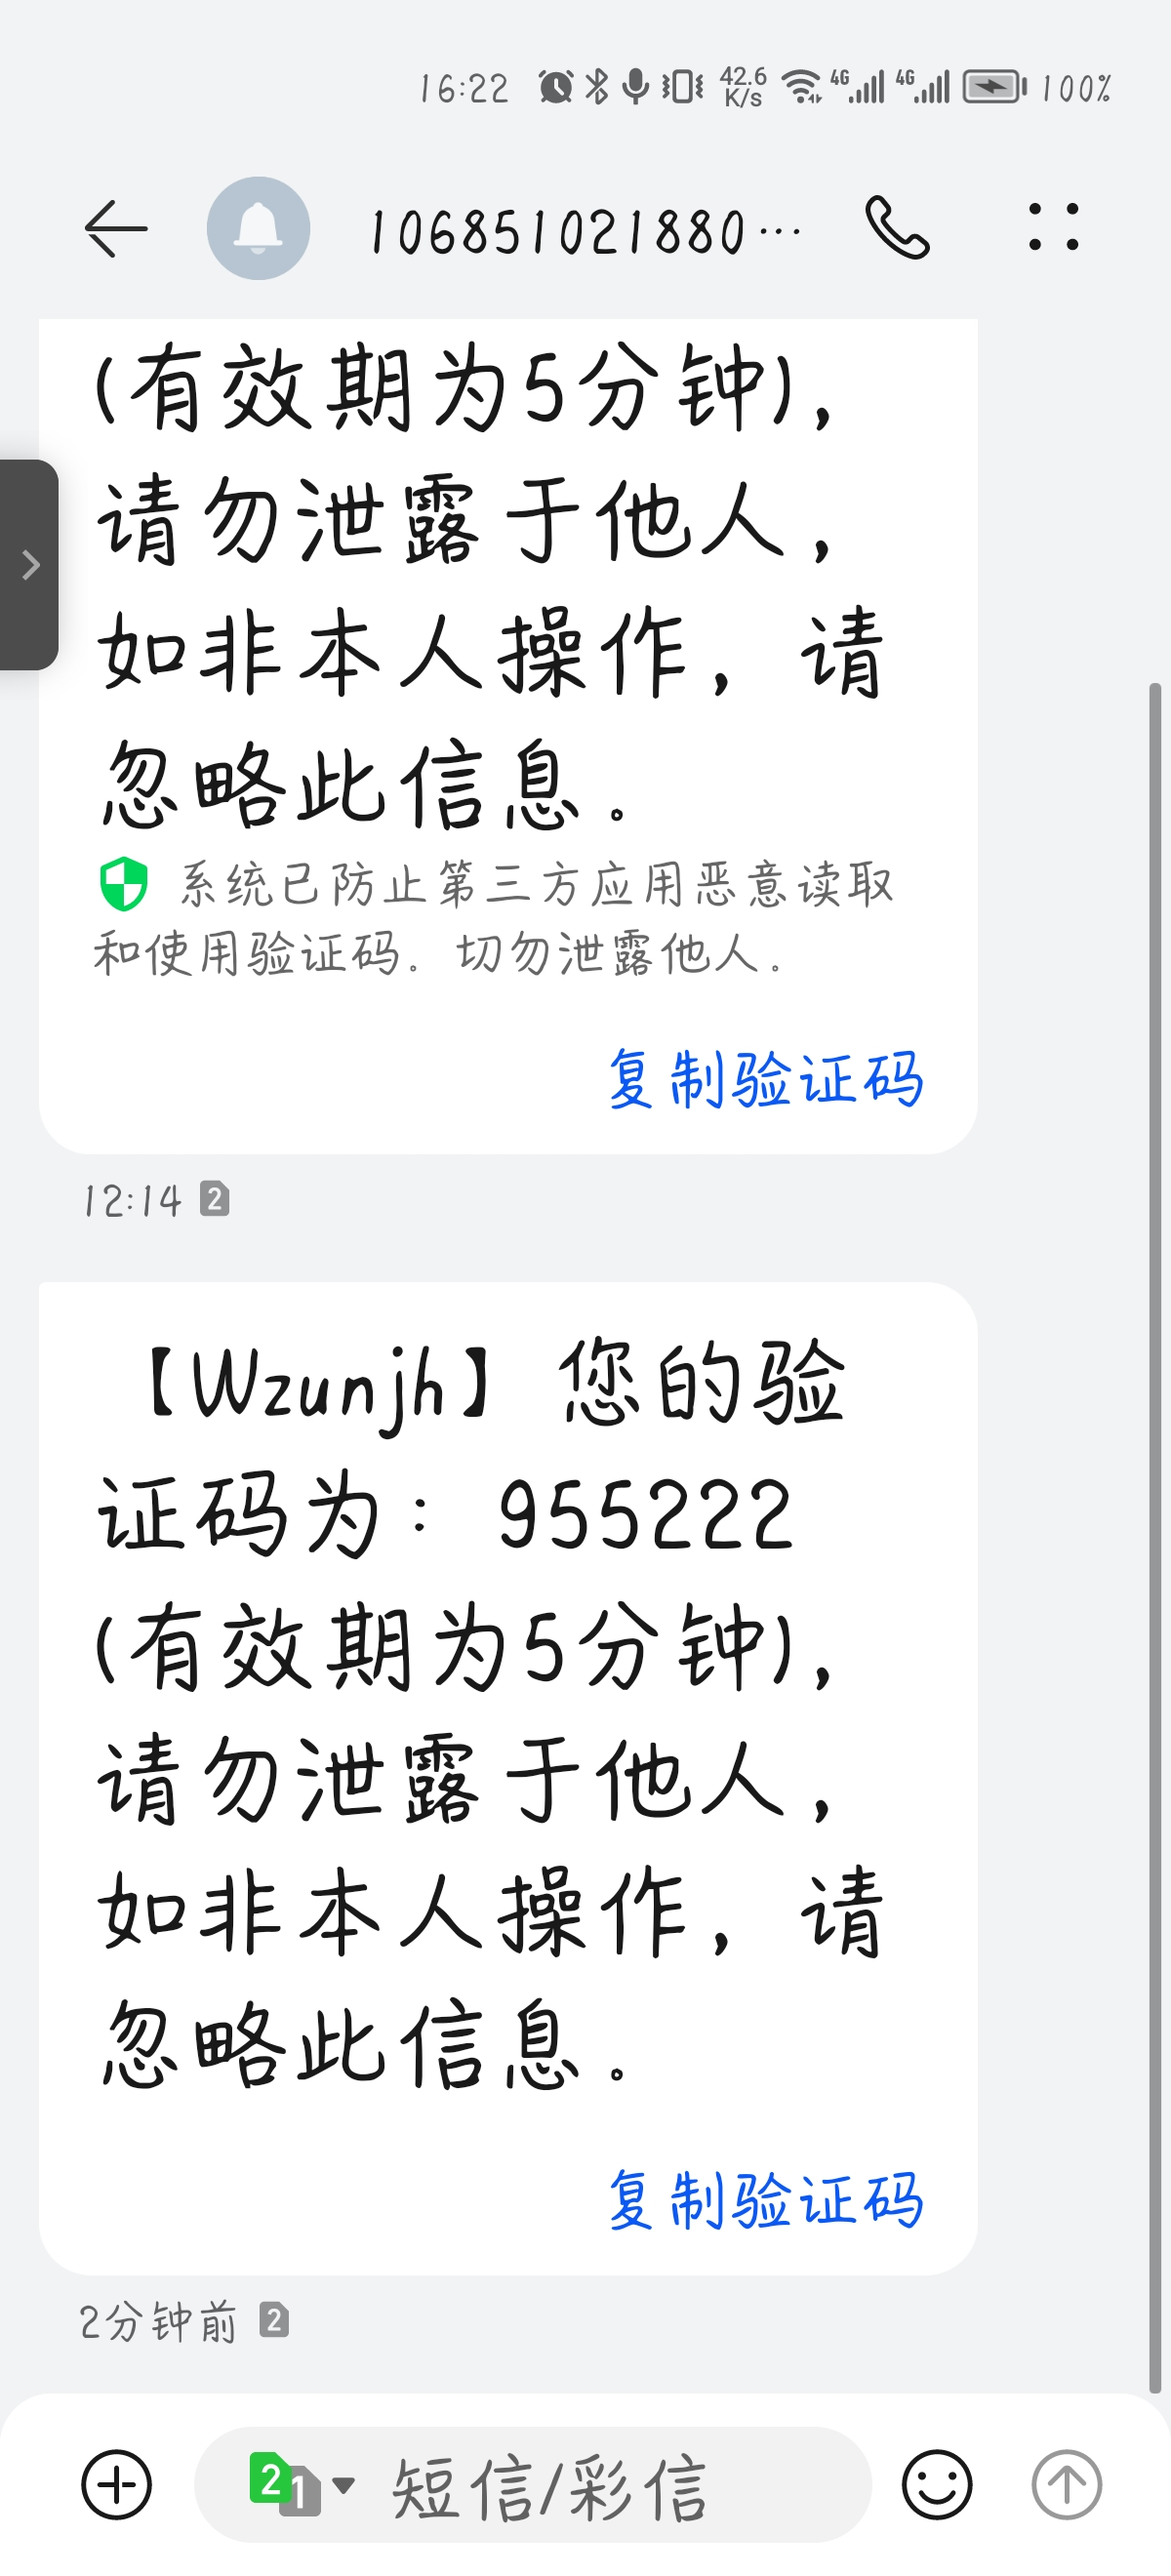 16:22 42.6 K/s 4G 4G 100%
106851021880...
(有效期为5分钟),
请勿泄露于他人,
如非本人操作, 请
忽略此信息。
系统已防止第三方应用恶意读取
和使用验证码. 切勿泄露他人.
复制验证码
12:14 2
【Wzunjh】 您的验
证码为: 955222
(有效期为5分钟),
请勿泄露于他人,
如非本人操作, 请
忽略此信息。
复制验证码
2分钟前 2
2 1 短信/彩信